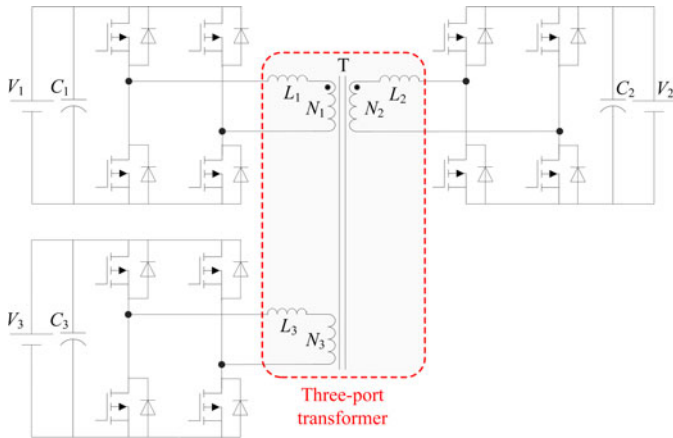 T
V1
C1
L1
N1
N2
L2
C2
V2
V3
C3
L3
N3
Three-port
transformer